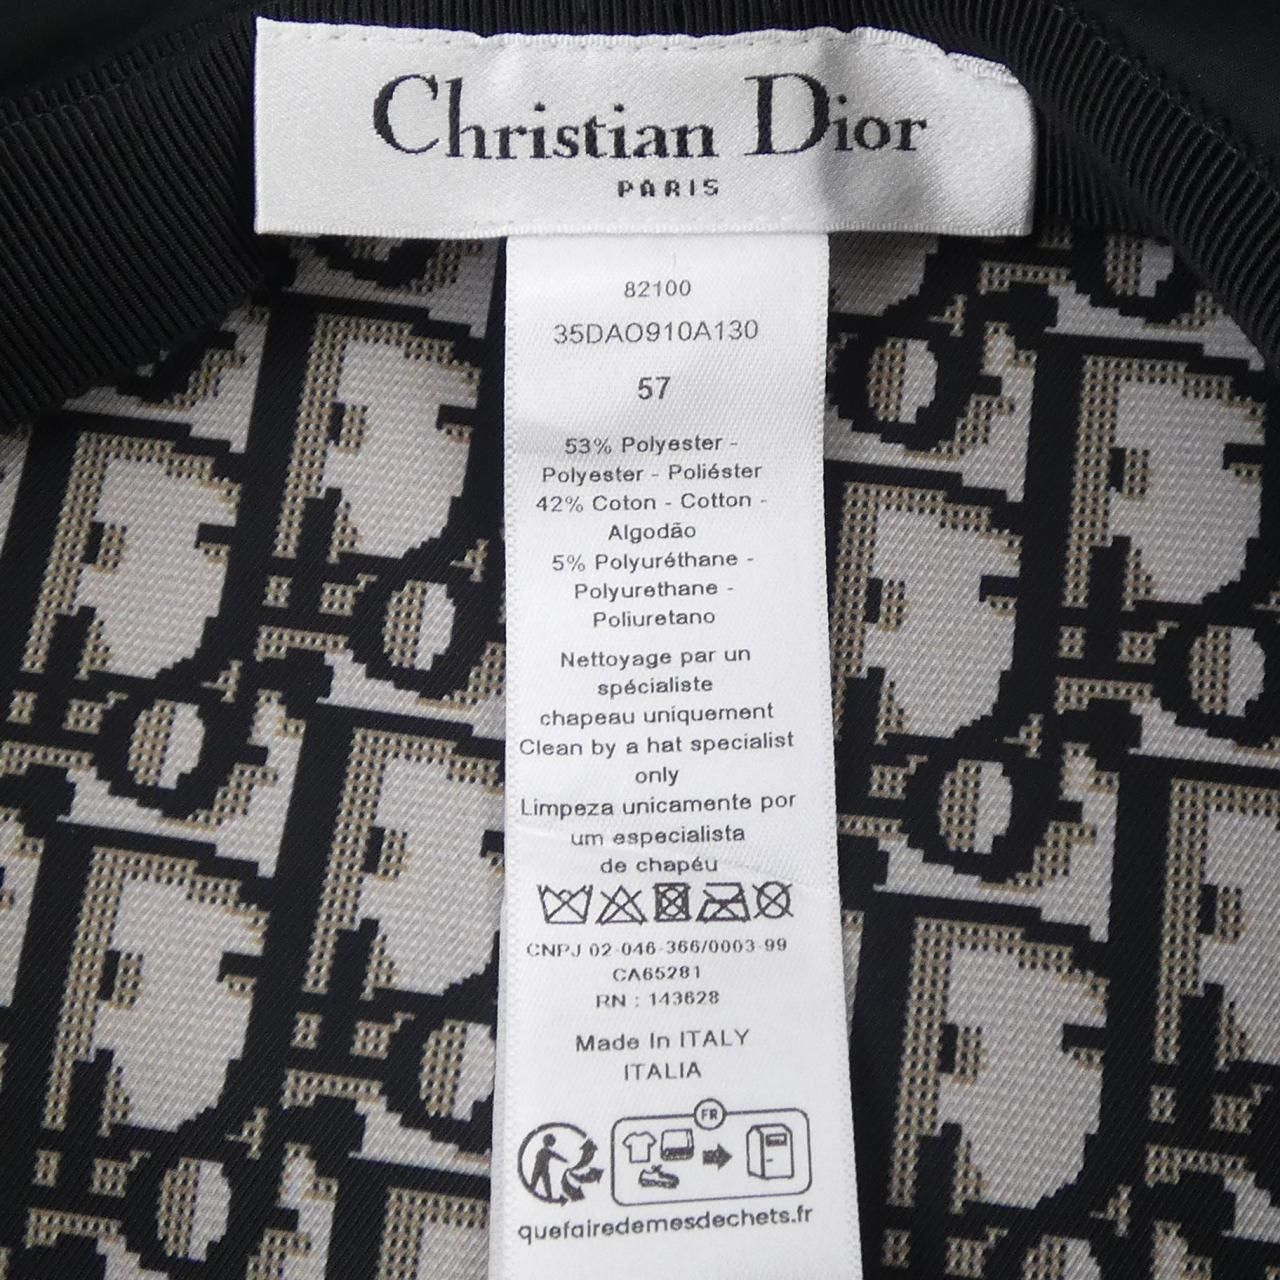 Christian Dior
PARIS
82100
35DAO910A130
57
53% Polyester -
Polyester - Poliéster
42% Coton - Cotton -
Algodão
5% Polyuréthane -
Polyurethane -
Poliuretano
Nettoyage par un
spécialiste
chapeau uniquement
Clean by a hat specialist
only
Limpeza unicamente por
um especialista
de chapéu
CNPJ 02-046-366/0003-99
CA65281
RN : 143628
Made In ITALY
ITALIA
FR
quefairedemesdechets.fr